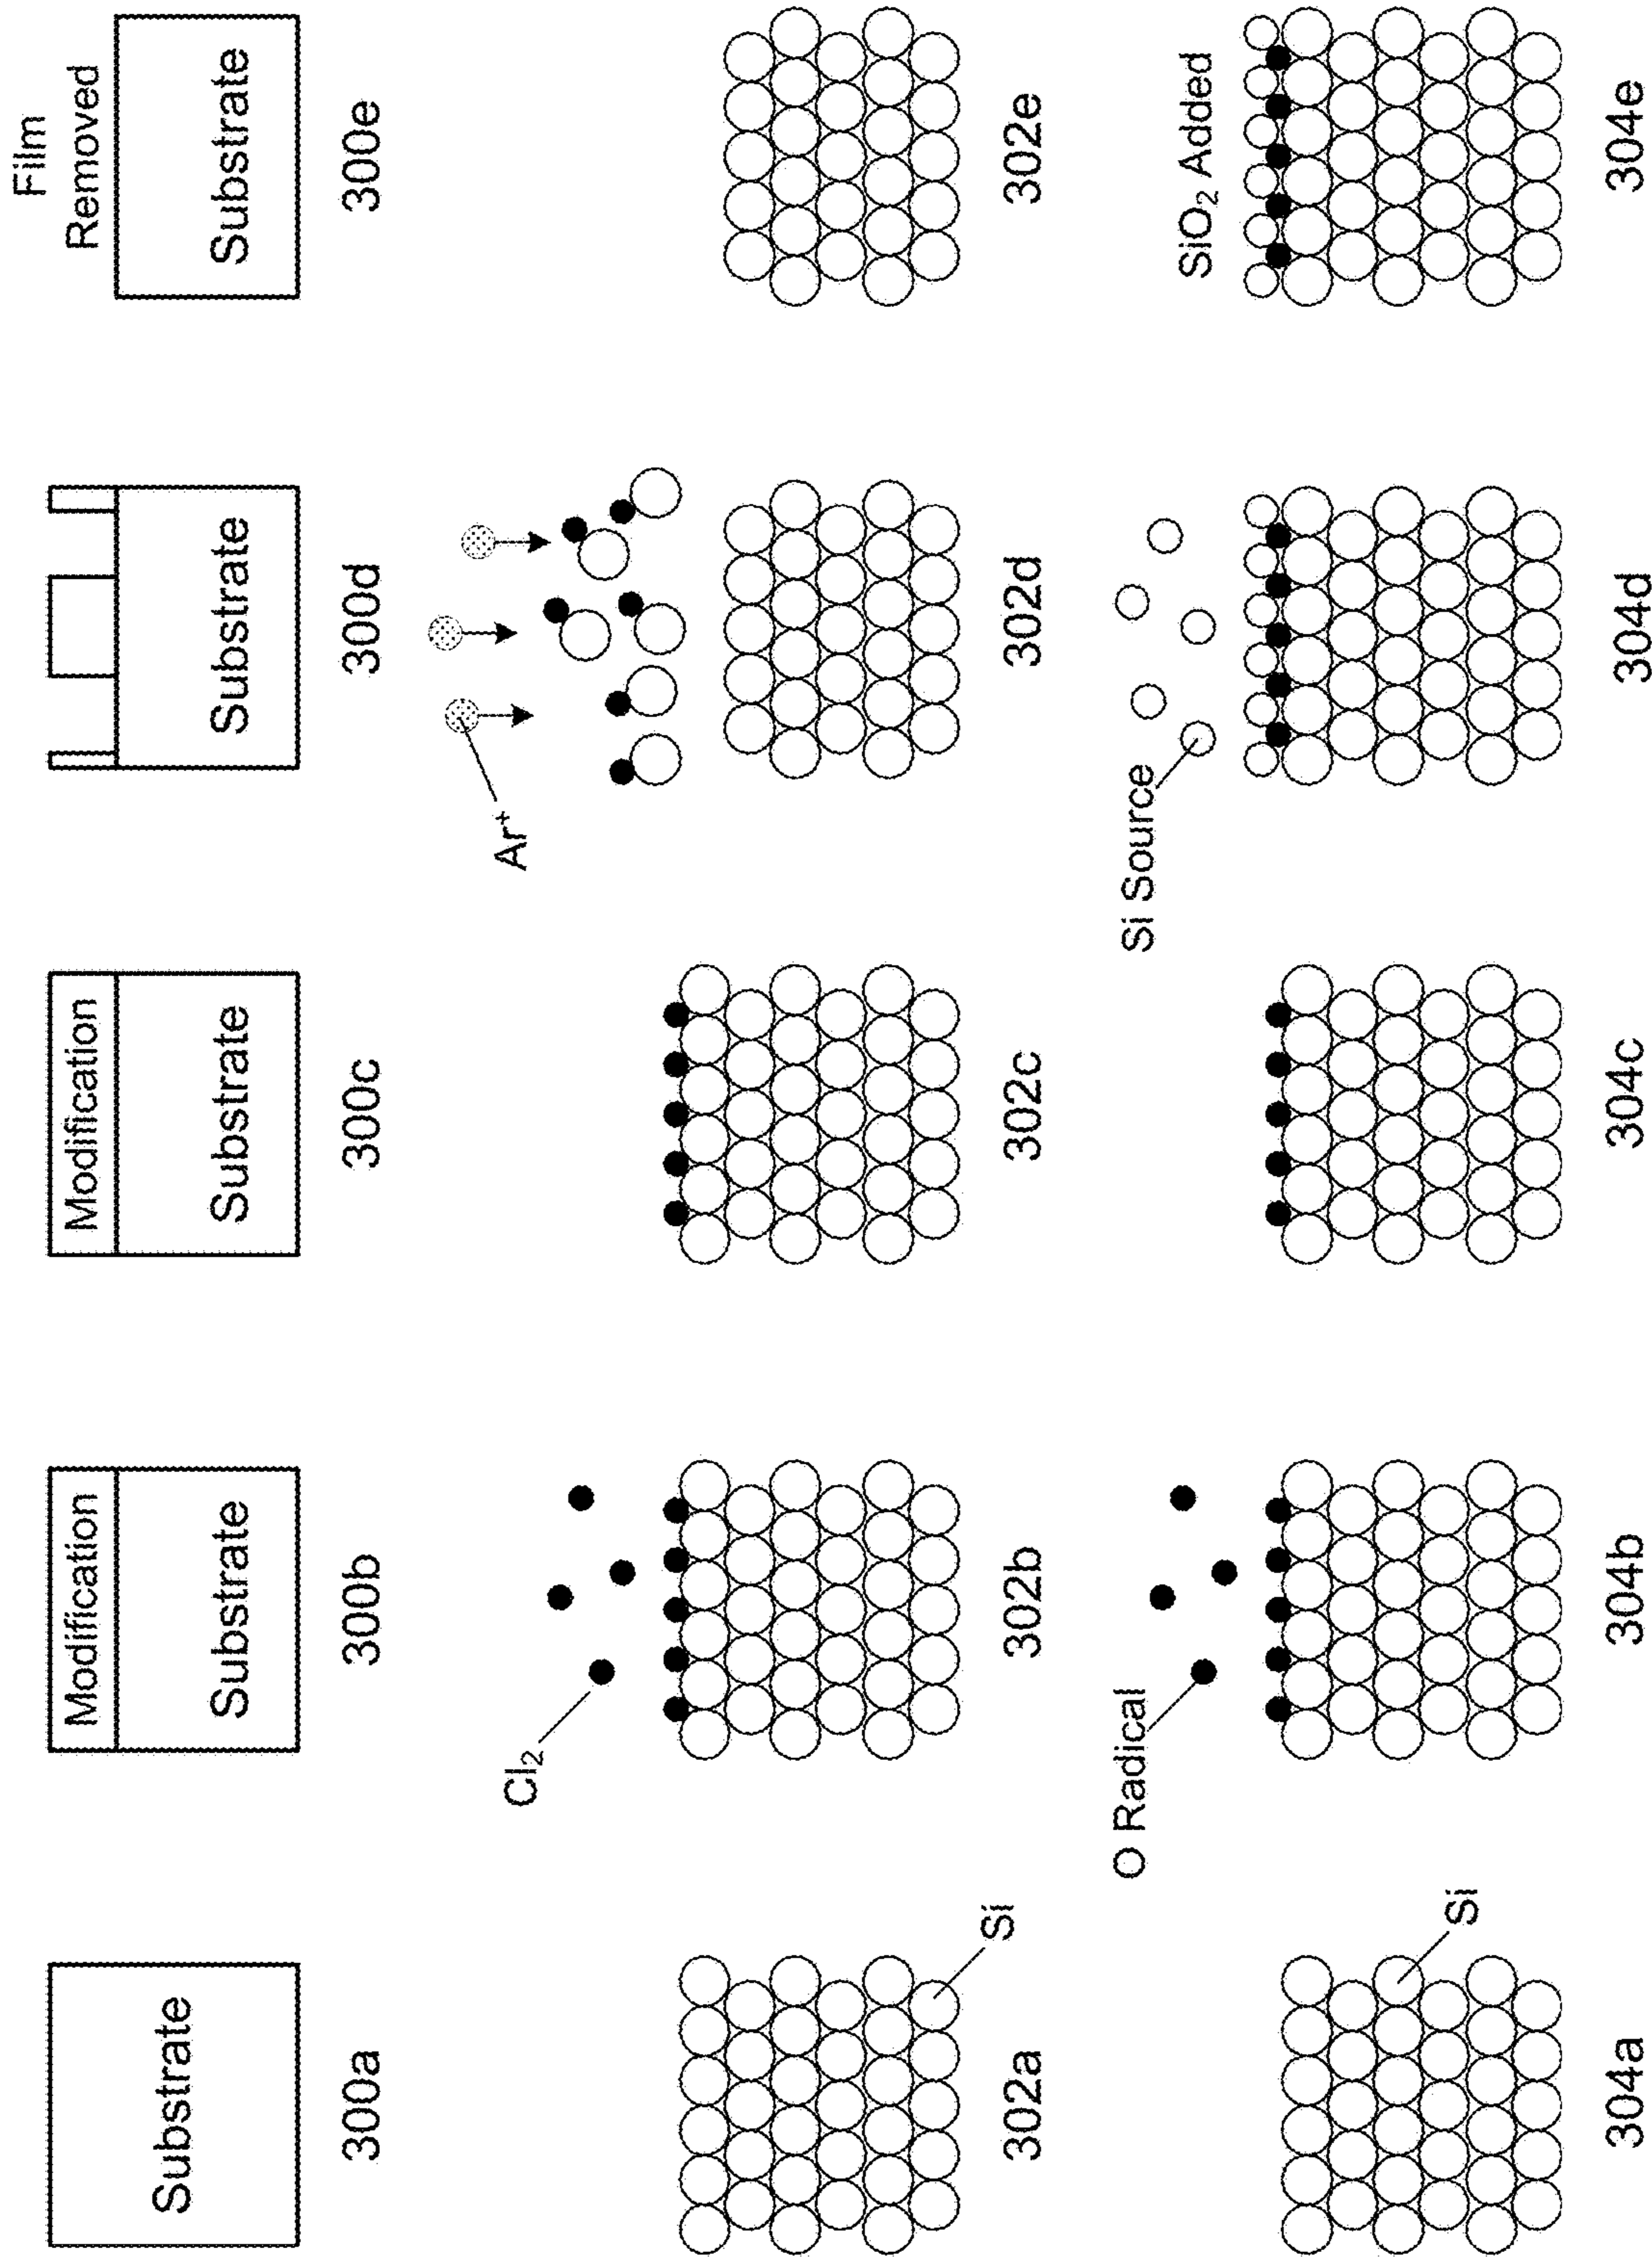 Substrate
300a
Modification
Substrate
300b
Modification
Substrate
300c
Substrate
300d
Film
Removed
Substrate
300e
Si
302a
Cl₂
302b
302c
Ar⁺
302d
302e
Si
304a
O Radical
304b
304c
Si Source
304d
SiO₂ Added
304e